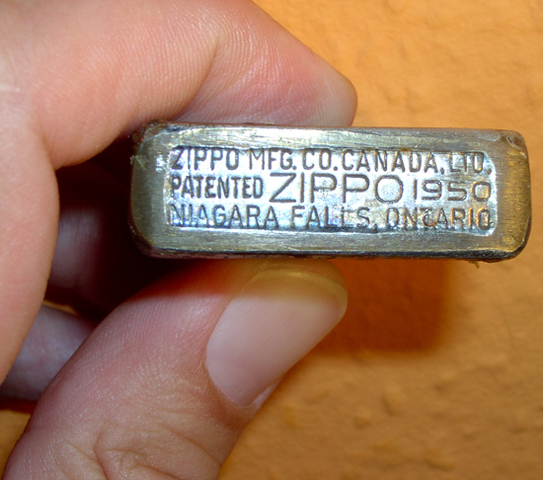 ZIPPO MFG. CO. CANADA, LTD.
PATENTED ZIPPO 1950
NIAGARA FALLS, ONTARIO